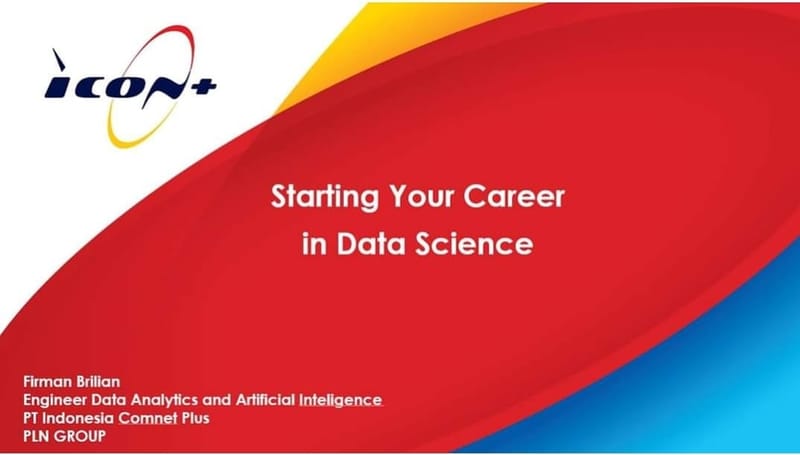 icon+
Starting Your Career
in Data Science
Firman Brilian
Engineer Data Analytics and Artificial Inteligence
PT Indonesia Comnet Plus
PLN GROUP